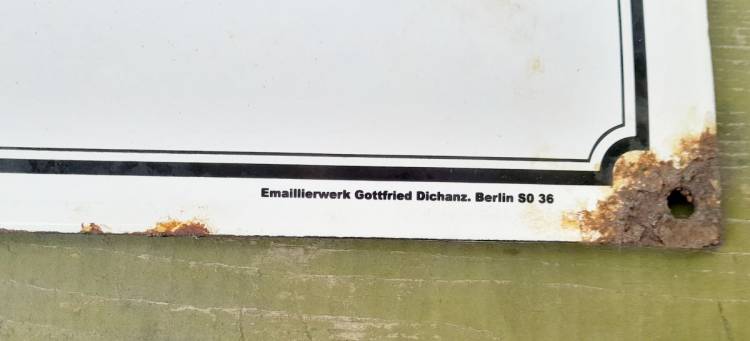 Emaillierwerk Gottfried Dichanz. Berlin SO 36